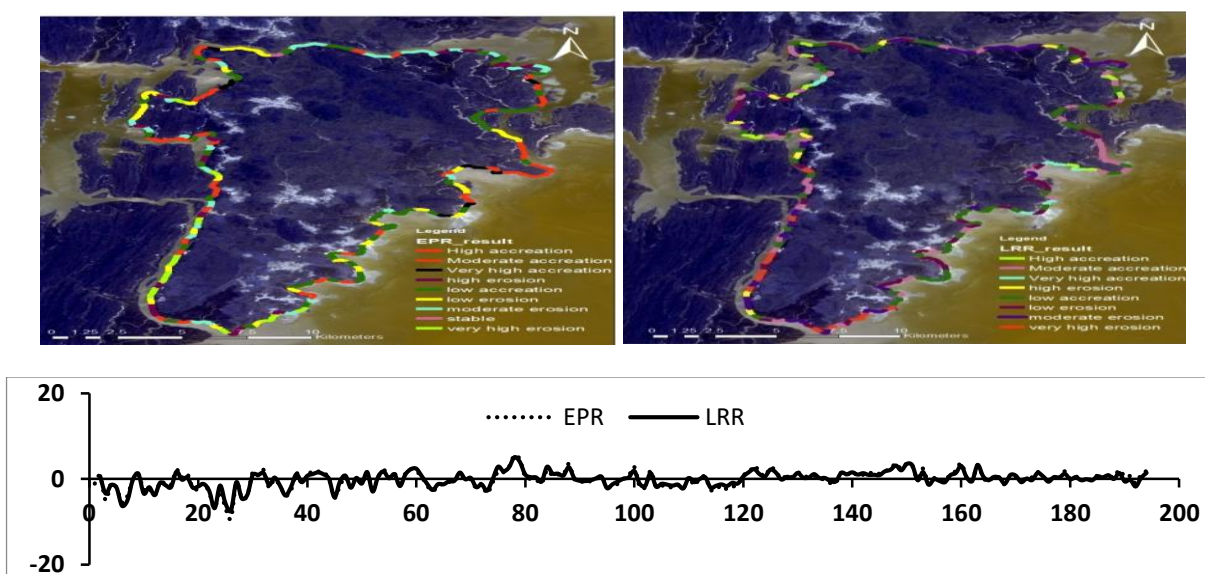 N
Legend
EPR_result
High accreation
Moderate accreation
Very high accreation
high erosion
low accreation
low erosion
moderate erosion
stable
very high erosion
0 1.25 2.5 5 7.5 10
Kilometers
N
Legend
LRR_result
High accreation
Moderate accreation
Very high accreation
high erosion
low accreation
low erosion
moderate erosion
very high erosion
0 1.25 2.5 5 7.5 10
Kilometers
20
EPR LRR
0
0 20 40 60 80 100 120 140 160 180 200
-20